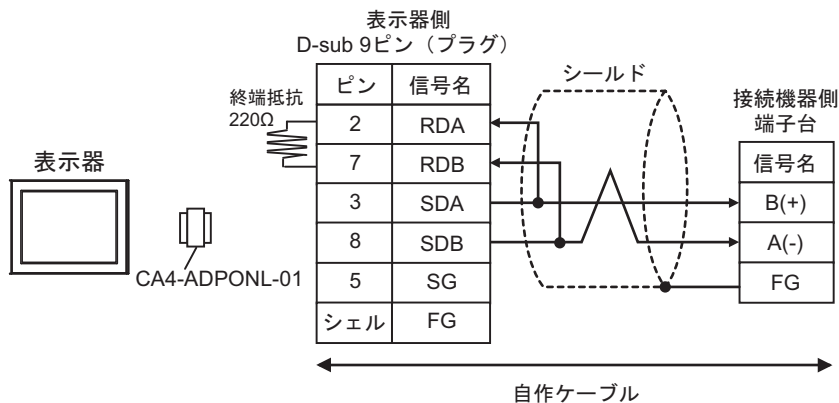 表示器側
D-sub 9ピン（プラグ）
シールド
接続機器側
端子台
終端抵抗
220Ω
表示器
CA4-ADPONL-01
ピン 信号名
2 RDA
7 RDB
3 SDA
8 SDB
5 SG
シェル FG
信号名
B(+)
A(-)
FG
自作ケーブル